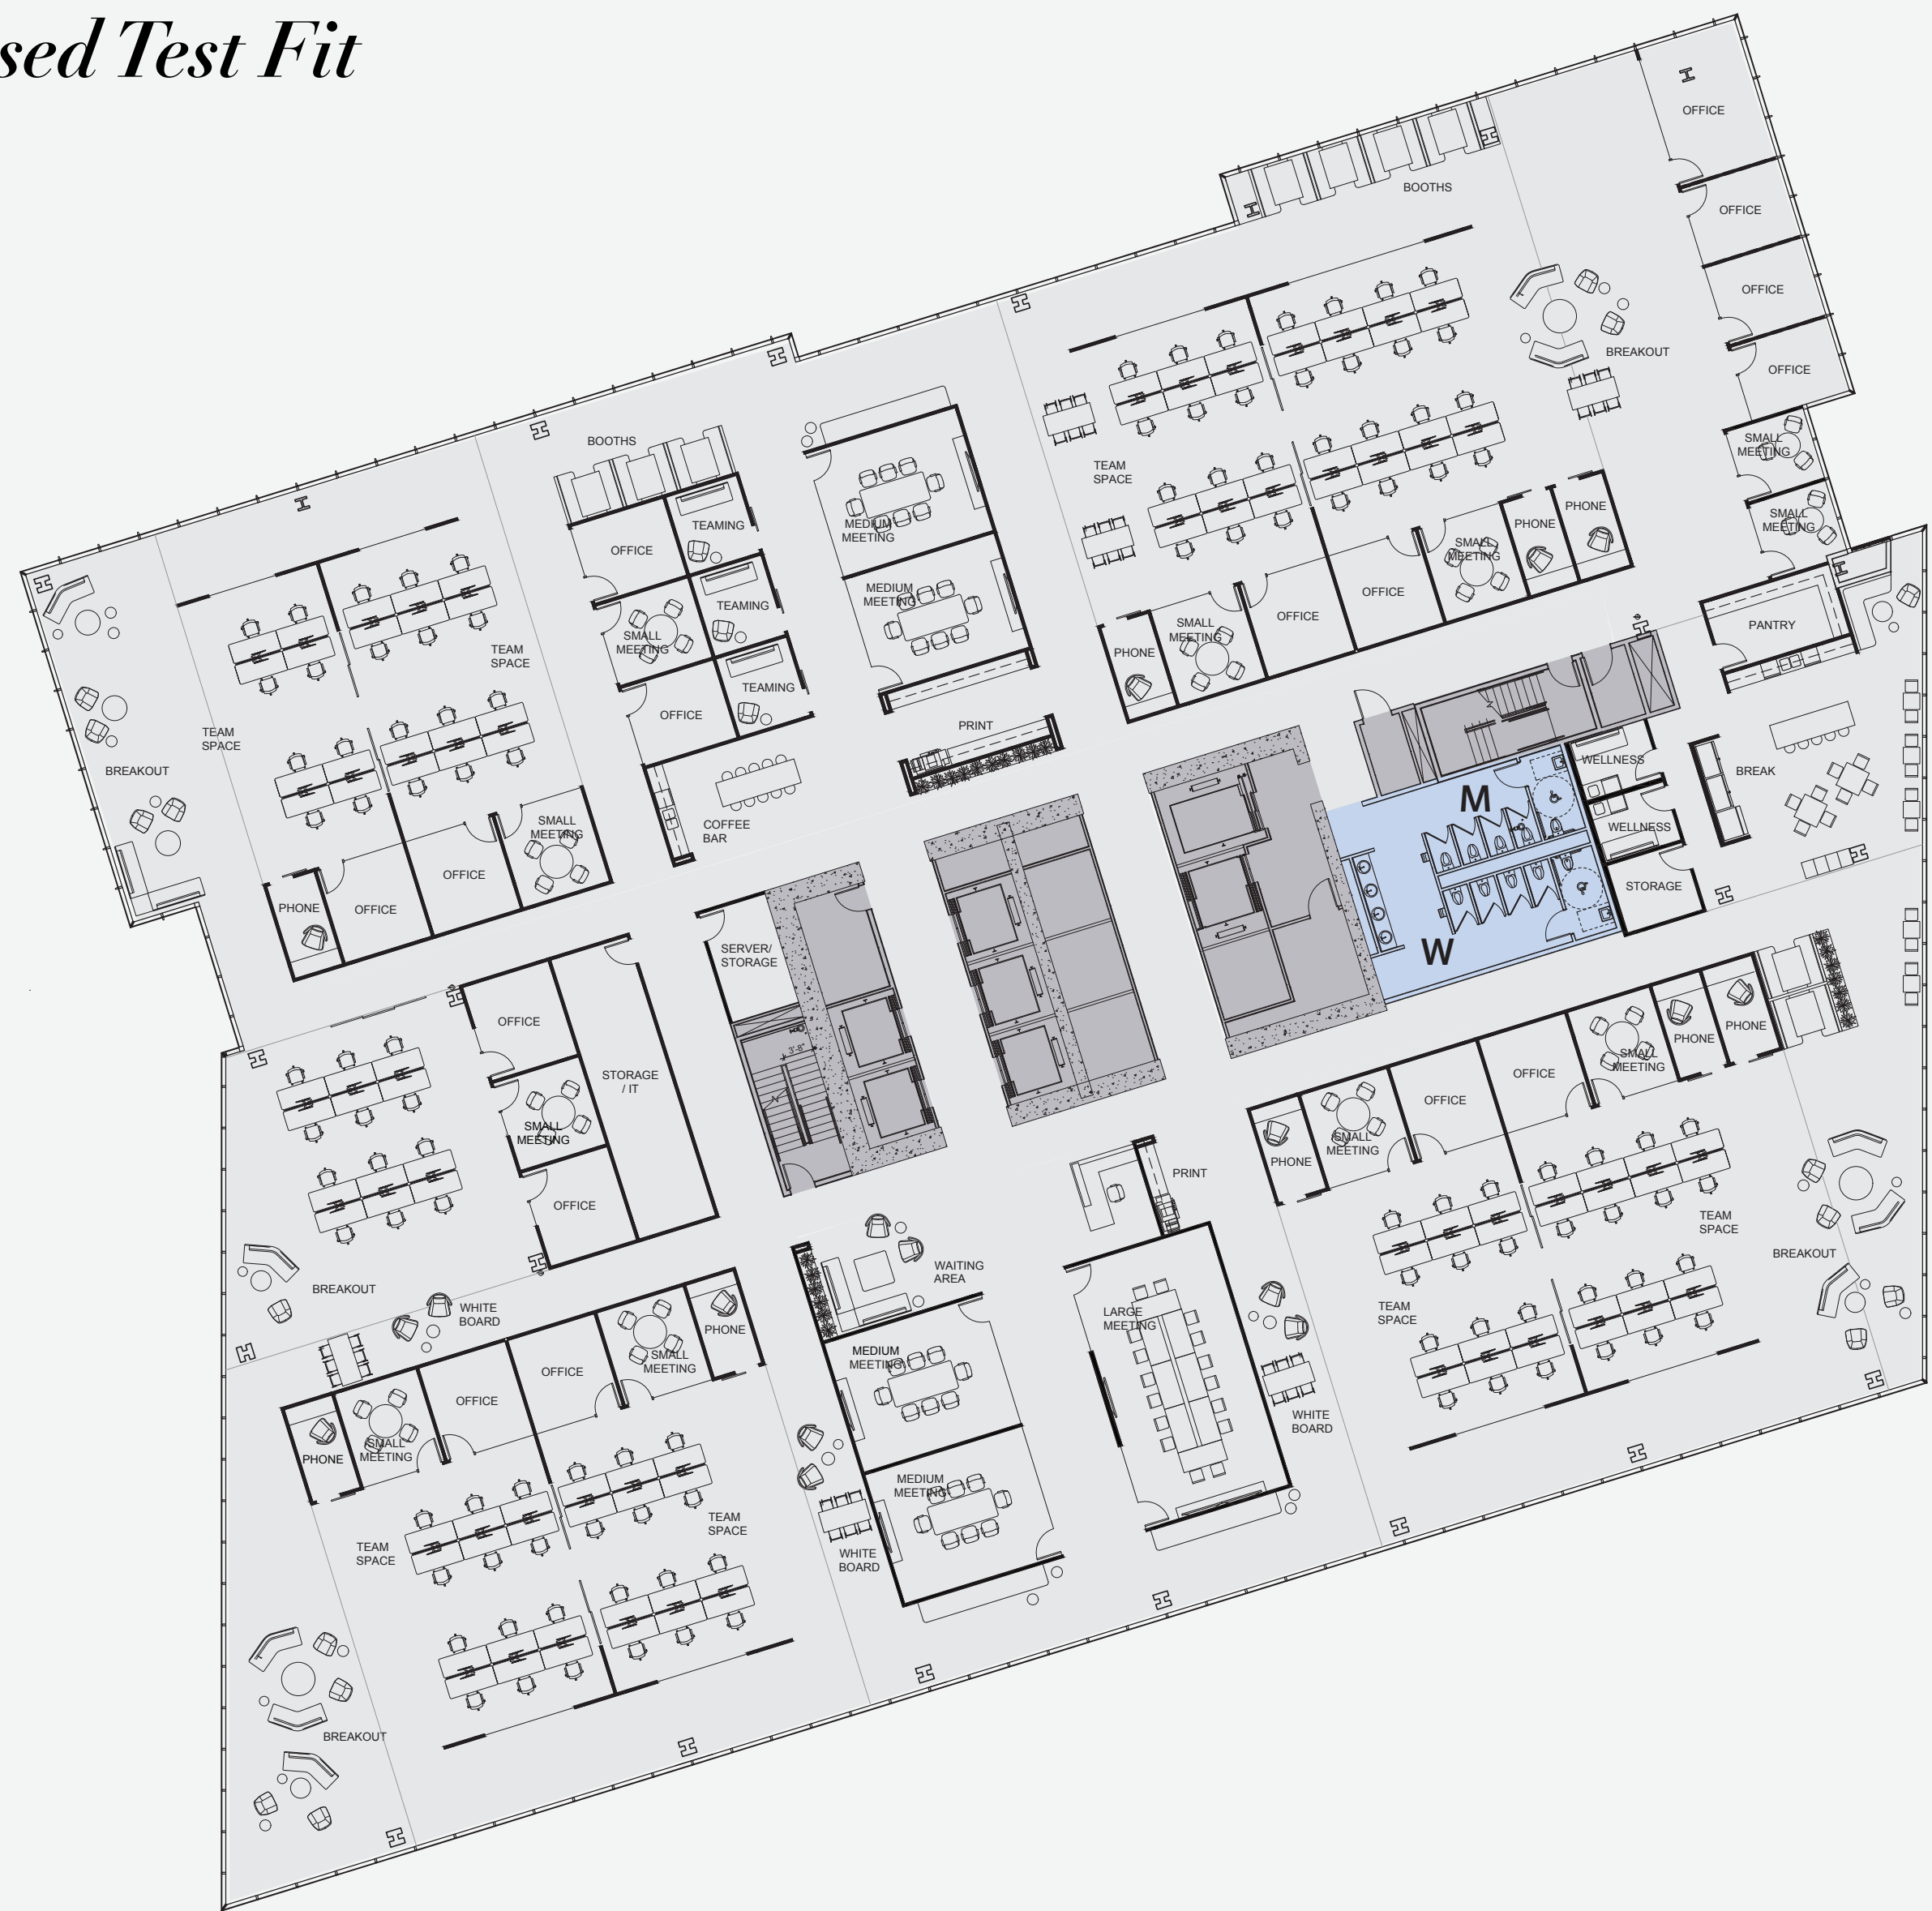 sed Test Fit
OFFICE
BOOTHS
OFFICE
OFFICE
BREAKOUT
OFFICE
BOOTHS
SMALL
MEETING
TEAM
SPACE
PHONE
PHONE
SMALL
MEETING
TEAMING
MEDIUM
MEETING
OFFICE
SMALL
MEETING
MEDIUM
MEETING
OFFICE
TEAMING
OFFICE
PANTRY
SMALL
MEETING
SMALL
MEETING
TEAM
SPACE
PHONE
TEAMING
OFFICE
PRINT
TEAM
SPACE
WELLNESS
BREAK
BREAKOUT
M
COFFEE
BAR
SMALL
MEETING
WELLNESS
OFFICE
STORAGE
PHONE
OFFICE
W
SERVER/
STORAGE
OFFICE
PHONE
PHONE
3'-8"
SMALL
MEETING
STORAGE
/ IT
OFFICE
OFFICE
SMALL
MEETING
SMALL
MEETING
PHONE
PRINT
OFFICE
TEAM
SPACE
BREAKOUT
WAITING
AREA
BREAKOUT
WHITE
BOARD
LARGE
MEETING
TEAM
SPACE
PHONE
MEDIUM
MEETING
SMALL
MEETING
OFFICE
OFFICE
WHITE
BOARD
SMALL
MEETING
PHONE
MEDIUM
MEETING
TEAM
SPACE
TEAM
SPACE
WHITE
BOARD
BREAKOUT